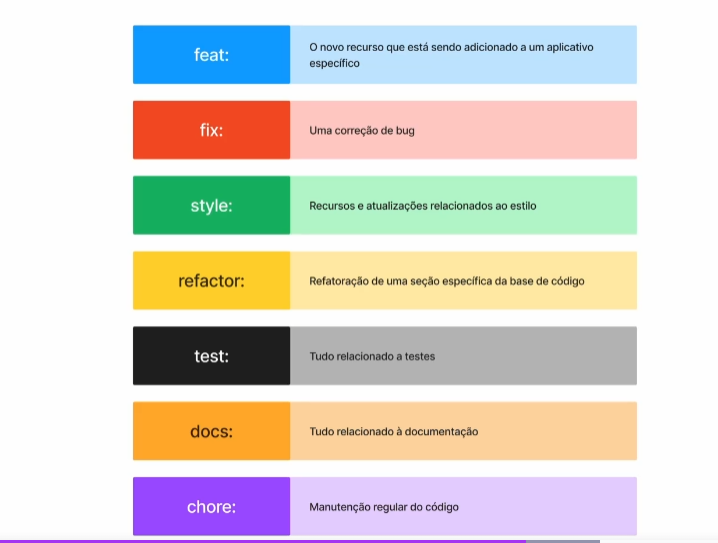 feat:
O novo recurso que está sendo adicionado a um aplicativo
específico
fix:
Uma correção de bug
style:
Recursos e atualizações relacionados ao estilo
refactor:
Refatoração de uma seção específica da base de código
test:
Tudo relacionado a testes
docs:
Tudo relacionado à documentação
chore:
Manutenção regular do código